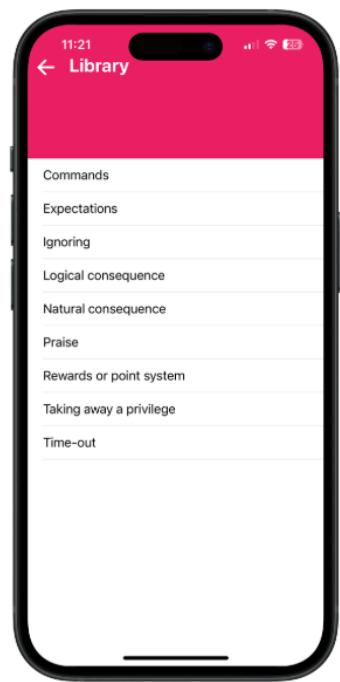 11:21
25
Library
Commands
Expectations
Ignoring
Logical consequence
Natural consequence
Praise
Rewards or point system
Taking away a privilege
Time-out